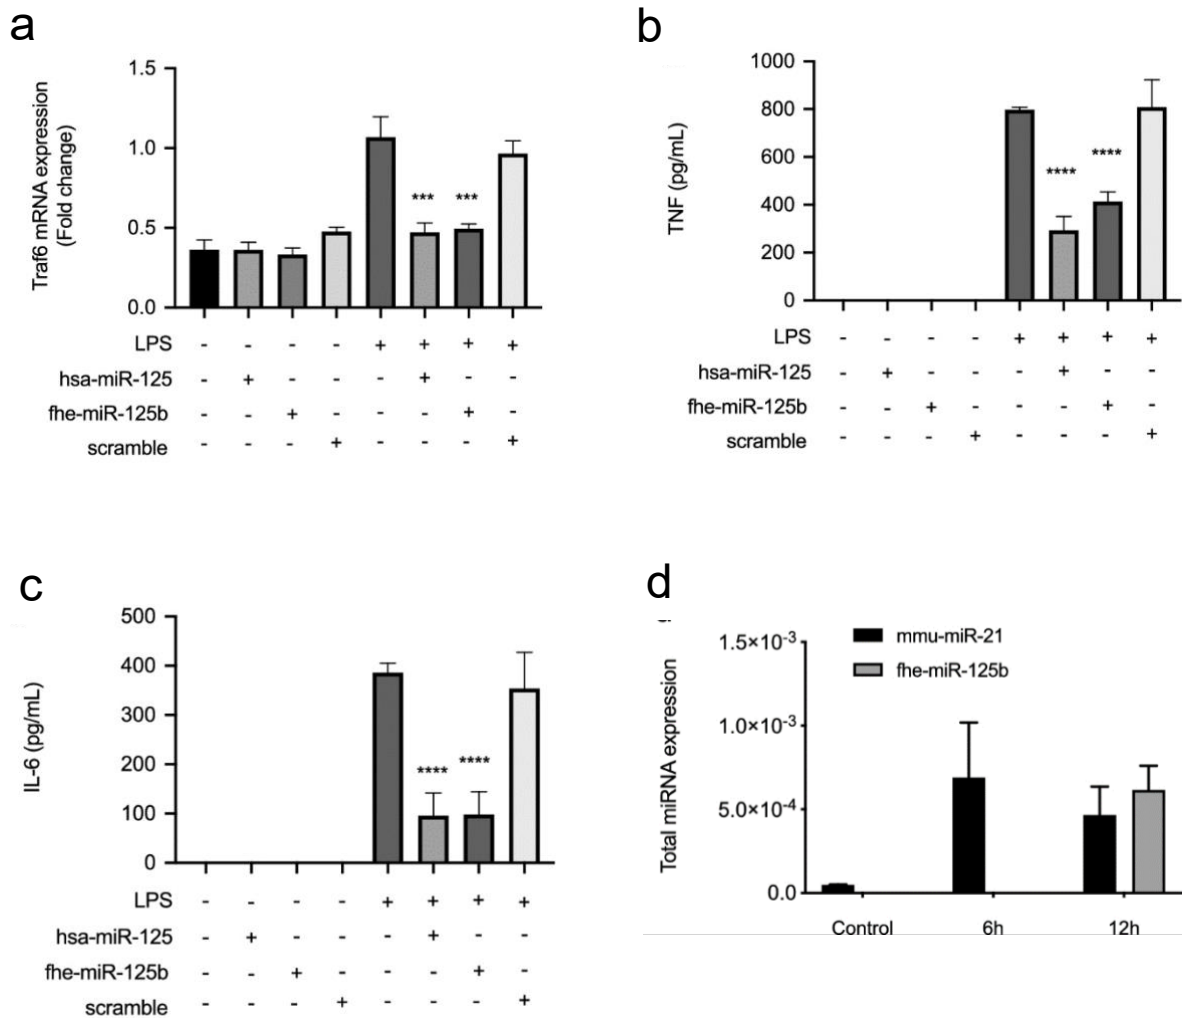 a
Traf6 mRNA expression
(Fold change)
1.5
1.0
0.5
0.0
*** ***
LPS - - - - + + + +
hsa-miR-125 - + - - - + - -
fhe-miR-125b - - + - - - + -
scramble - - - + - - - +
b
TNF (pg/mL)
1000
800
600
400
200
0
**** ****
LPS - - - - + + + +
hsa-miR-125 - + - - - + - -
fhe-miR-125b - - + - - - + -
scramble - - - + - - - +
c
IL-6 (pg/mL)
500
400
300
200
100
0
**** ****
LPS - - - - + + + +
hsa-miR-125 - + - - - + - -
fhe-miR-125b - - + - - - + -
scramble - - - + - - - +
d
Total miRNA expression
1.5×10-3
1.0×10-3
5.0×10-4
0.0
mmu-miR-21
fhe-miR-125b
Control 6h 12h